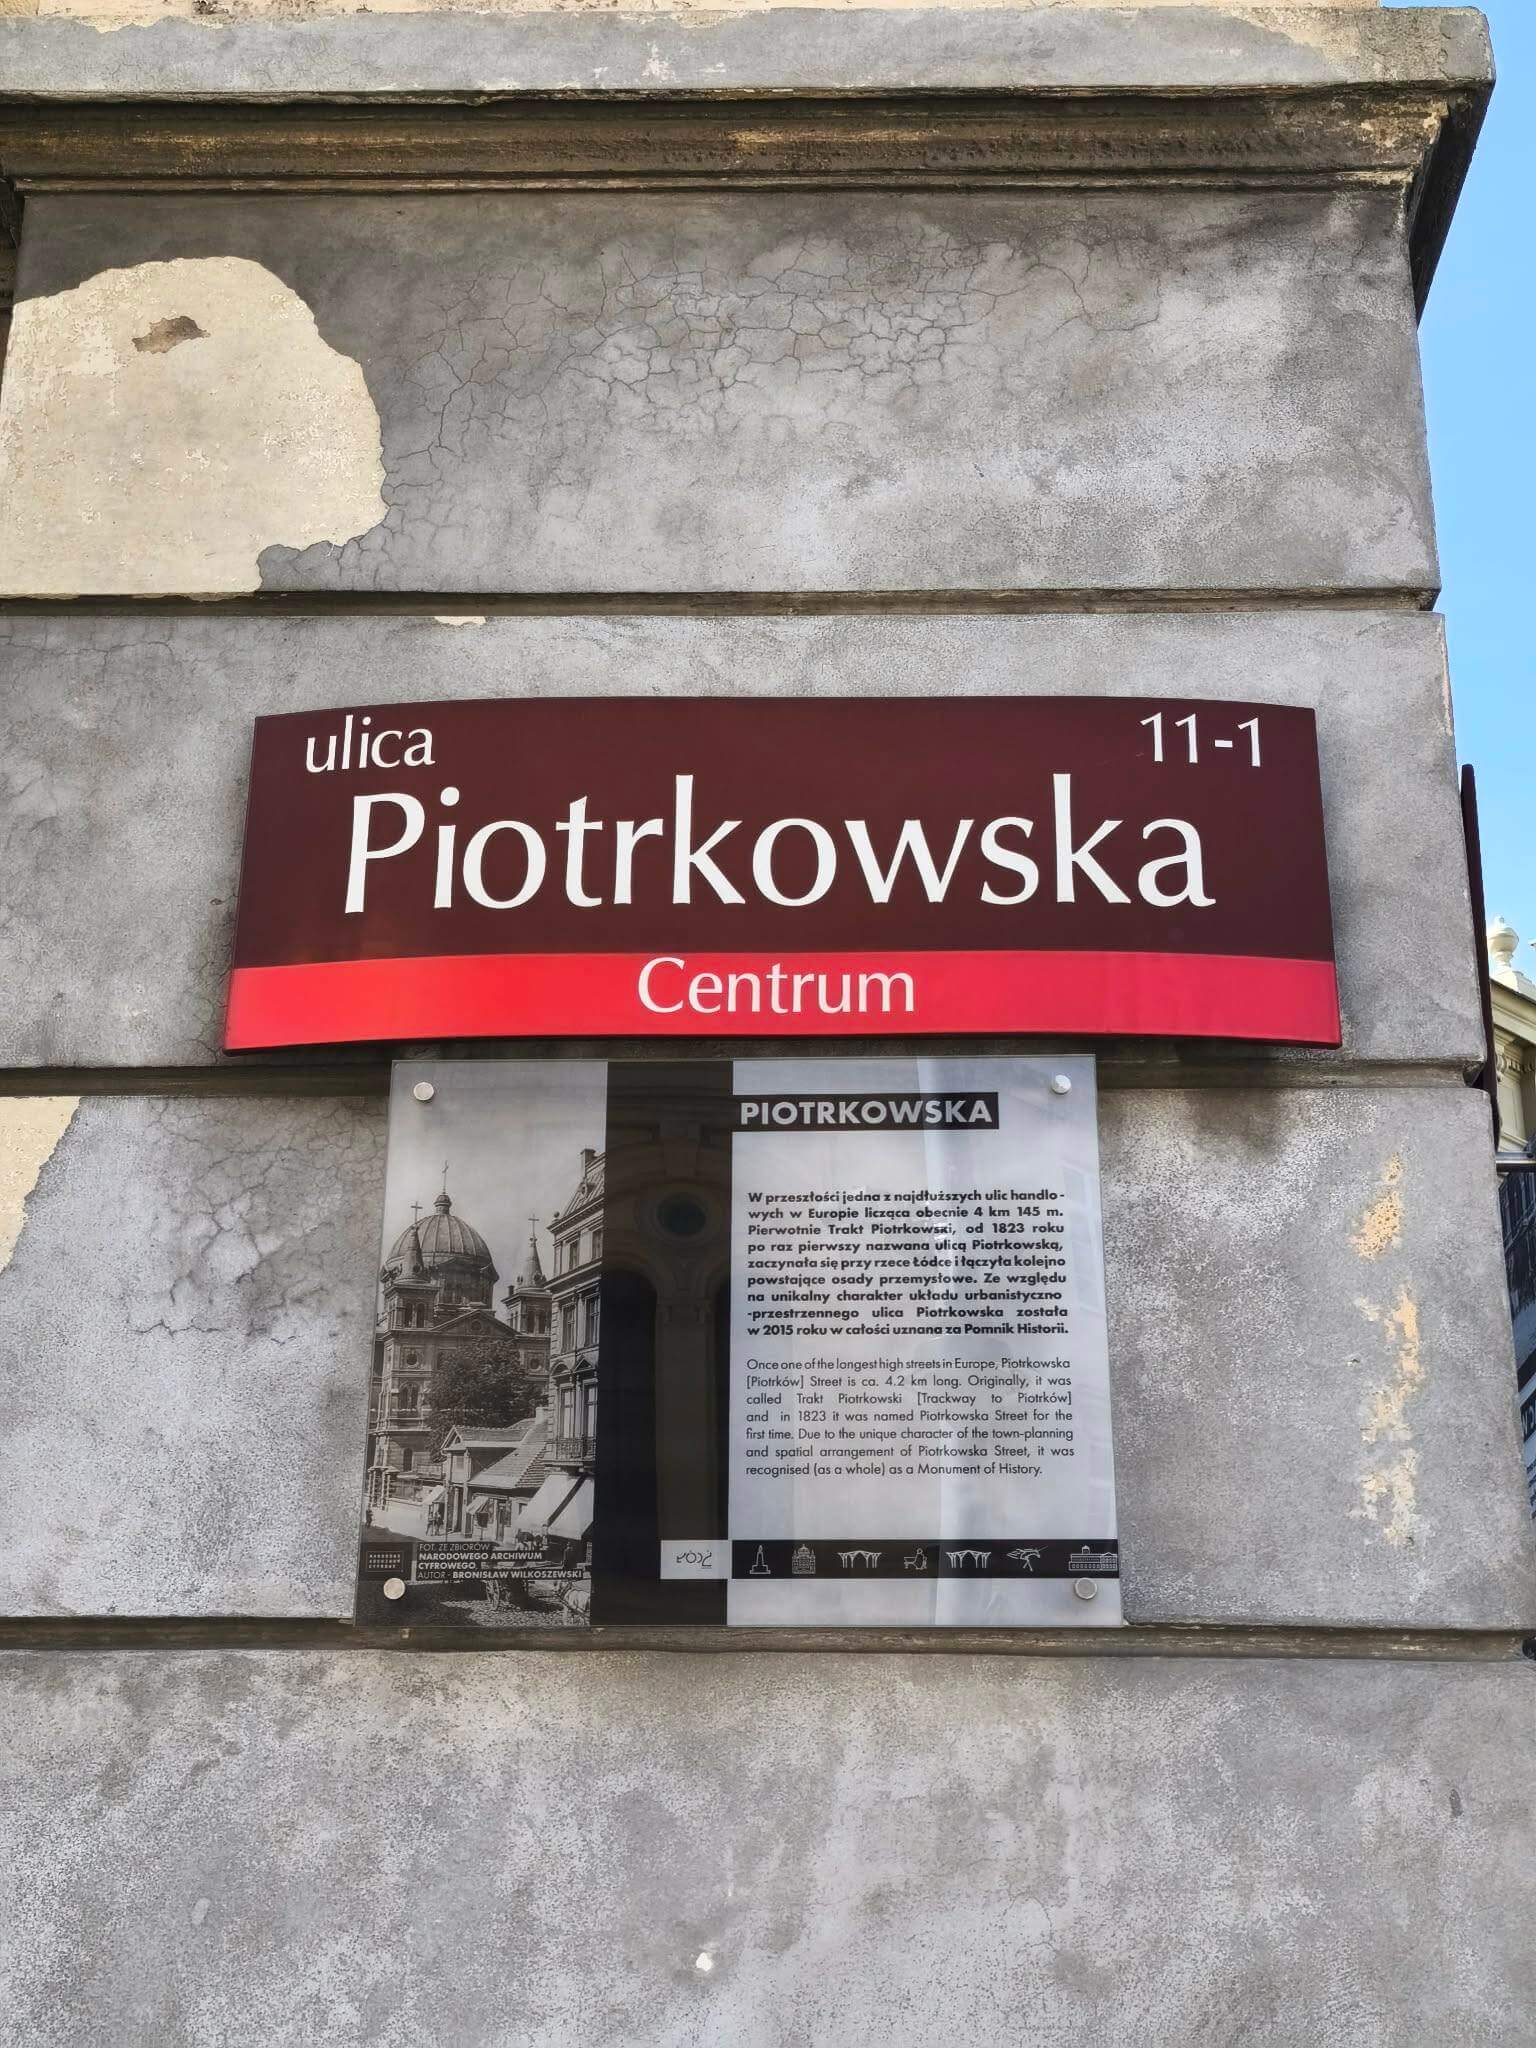 ulica
11-1
Piotrkowska
Centrum
PIOTRKOWSKA
W przeszłości jedna z najdłuższych ulic handlo-
wych w Europie licząca obecnie 4 km 145 m.
Pierwotnie Trakt Piotrkowski, od 1823 roku
po raz pierwszy nazwana ulicą Piotrkowską,
zaczynała się przy rzece Łódce i łączyła kolejno
powstające osady przemysłowe. Ze względu
na unikalny charakter układu urbanistyczno
-przestrzennego ulica Piotrkowska została
w 2015 roku w całości uznana za Pomnik Historii.
Once one of the longest high streets in Europe, Piotrkowska
[Piotrków] Street is ca. 4.2 km long. Originally, it was
called Trakt Piotrkowski [Trackway to Piotrków]
and in 1823 it was named Piotrkowska Street for the
first time. Due to the unique character of the town-planning
and spatial arrangement of Piotrkowska Street, it was
recognised (as a whole) as a Monument of History.
FOT. ZE ZBIORÓW
NARODOWEGO ARCHIWUM
CYFROWEGO.
AUTOR - BRONISŁAW WILKOSZEWSKI